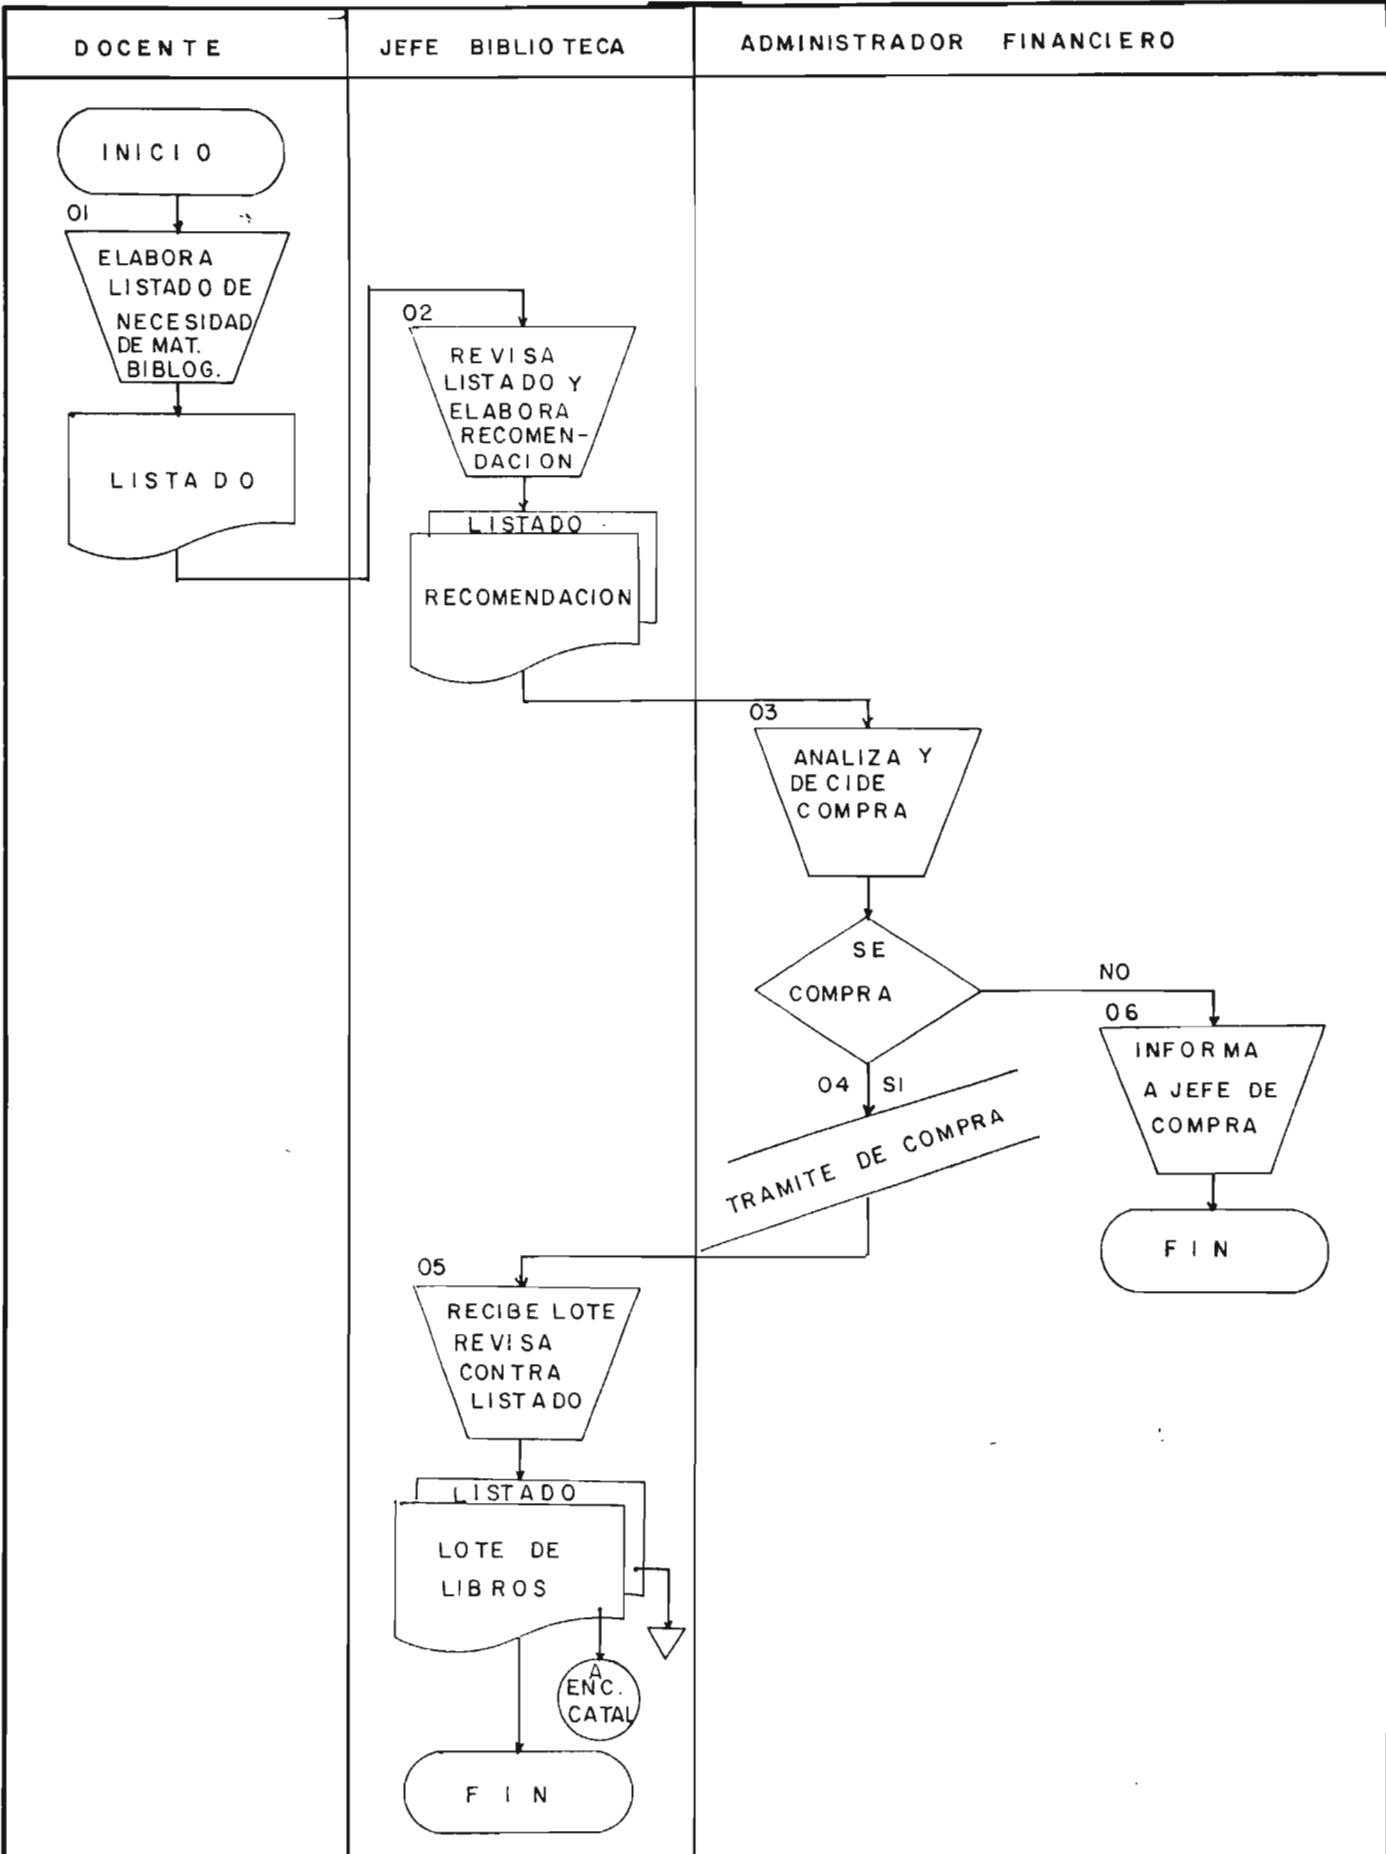 DOCENTE
JEFE BIBLIOTECA
ADMINISTRADOR FINANCIERO
INICIO
01
ELABORA
LISTADO DE
NECESIDAD
DE MAT.
BIBLOG.
LISTADO
02
REVISA
LISTADO Y
ELABORA
RECOMEN-
DACION
LISTADO
RECOMENDACION
03
ANALIZA Y
DECIDE
COMPRA
SE
COMPRA
NO
06
INFORMA
A JEFE DE
COMPRA
FIN
04 SI
TRAMITE DE COMPRA
05
RECIBE LOTE
REVISA
CONTRA
LISTADO
LISTADO
LOTE DE
LIBROS
A
ENC.
CATAL
FIN